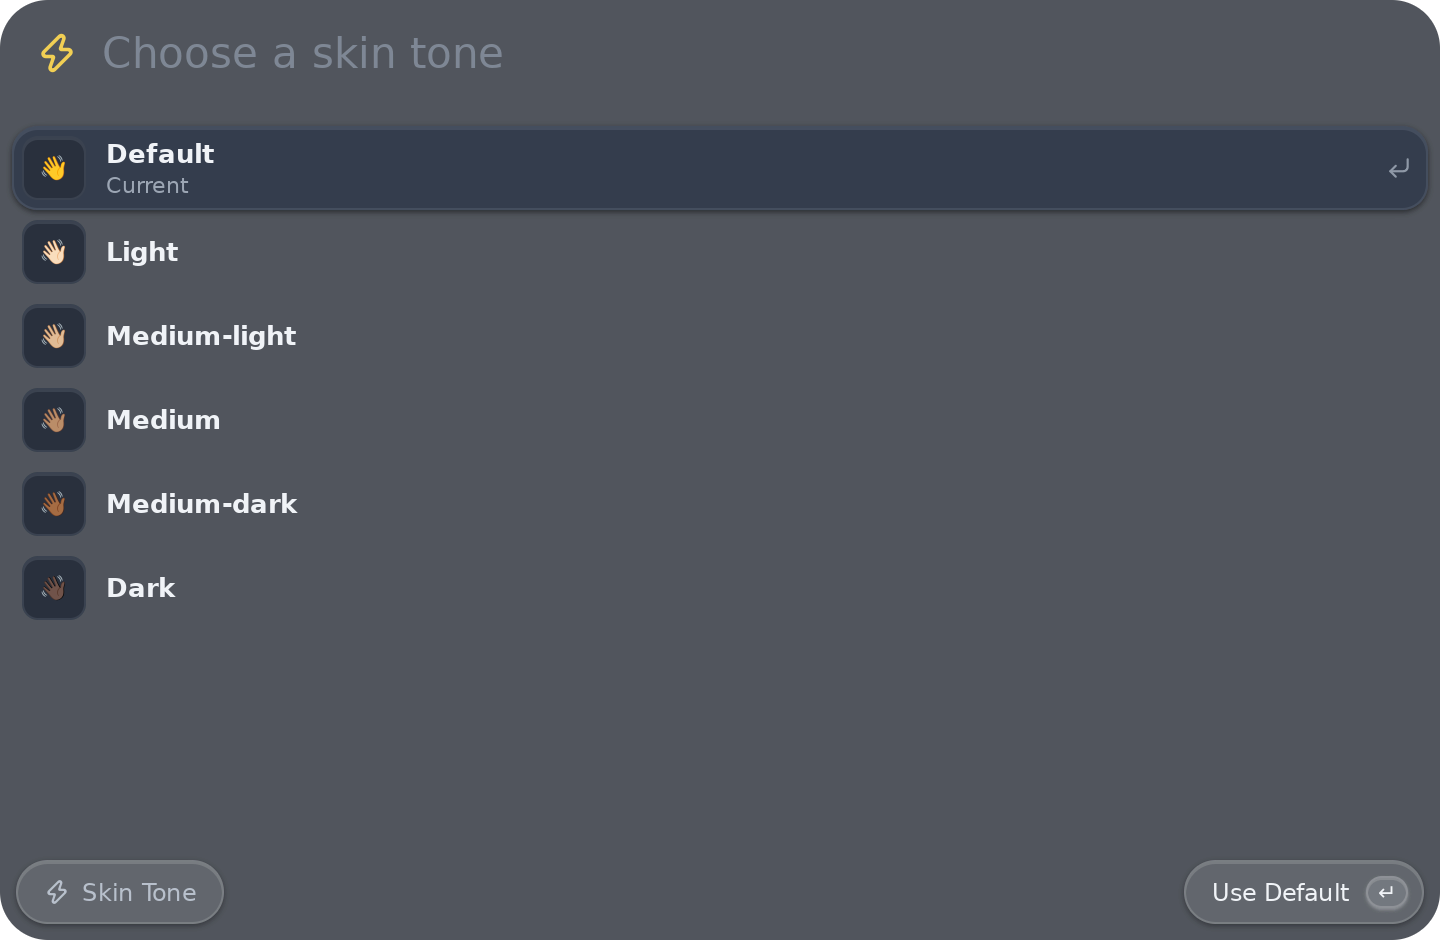 Choose a skin tone
Default
Current
Light
Medium-light
Medium
Medium-dark
Dark
Skin Tone
Use Default